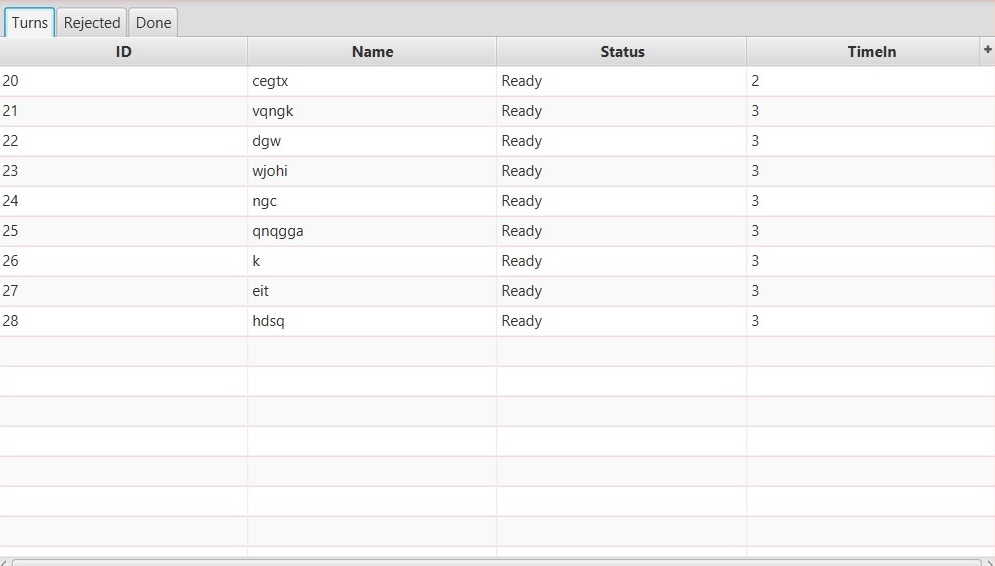 Turns Rejected Done
ID Name Status TimeIn +
20 cegtx Ready 2
21 vqngk Ready 3
22 dgw Ready 3
23 wjohi Ready 3
24 ngc Ready 3
25 qnqgga Ready 3
26 k Ready 3
27 eit Ready 3
28 hdsq Ready 3